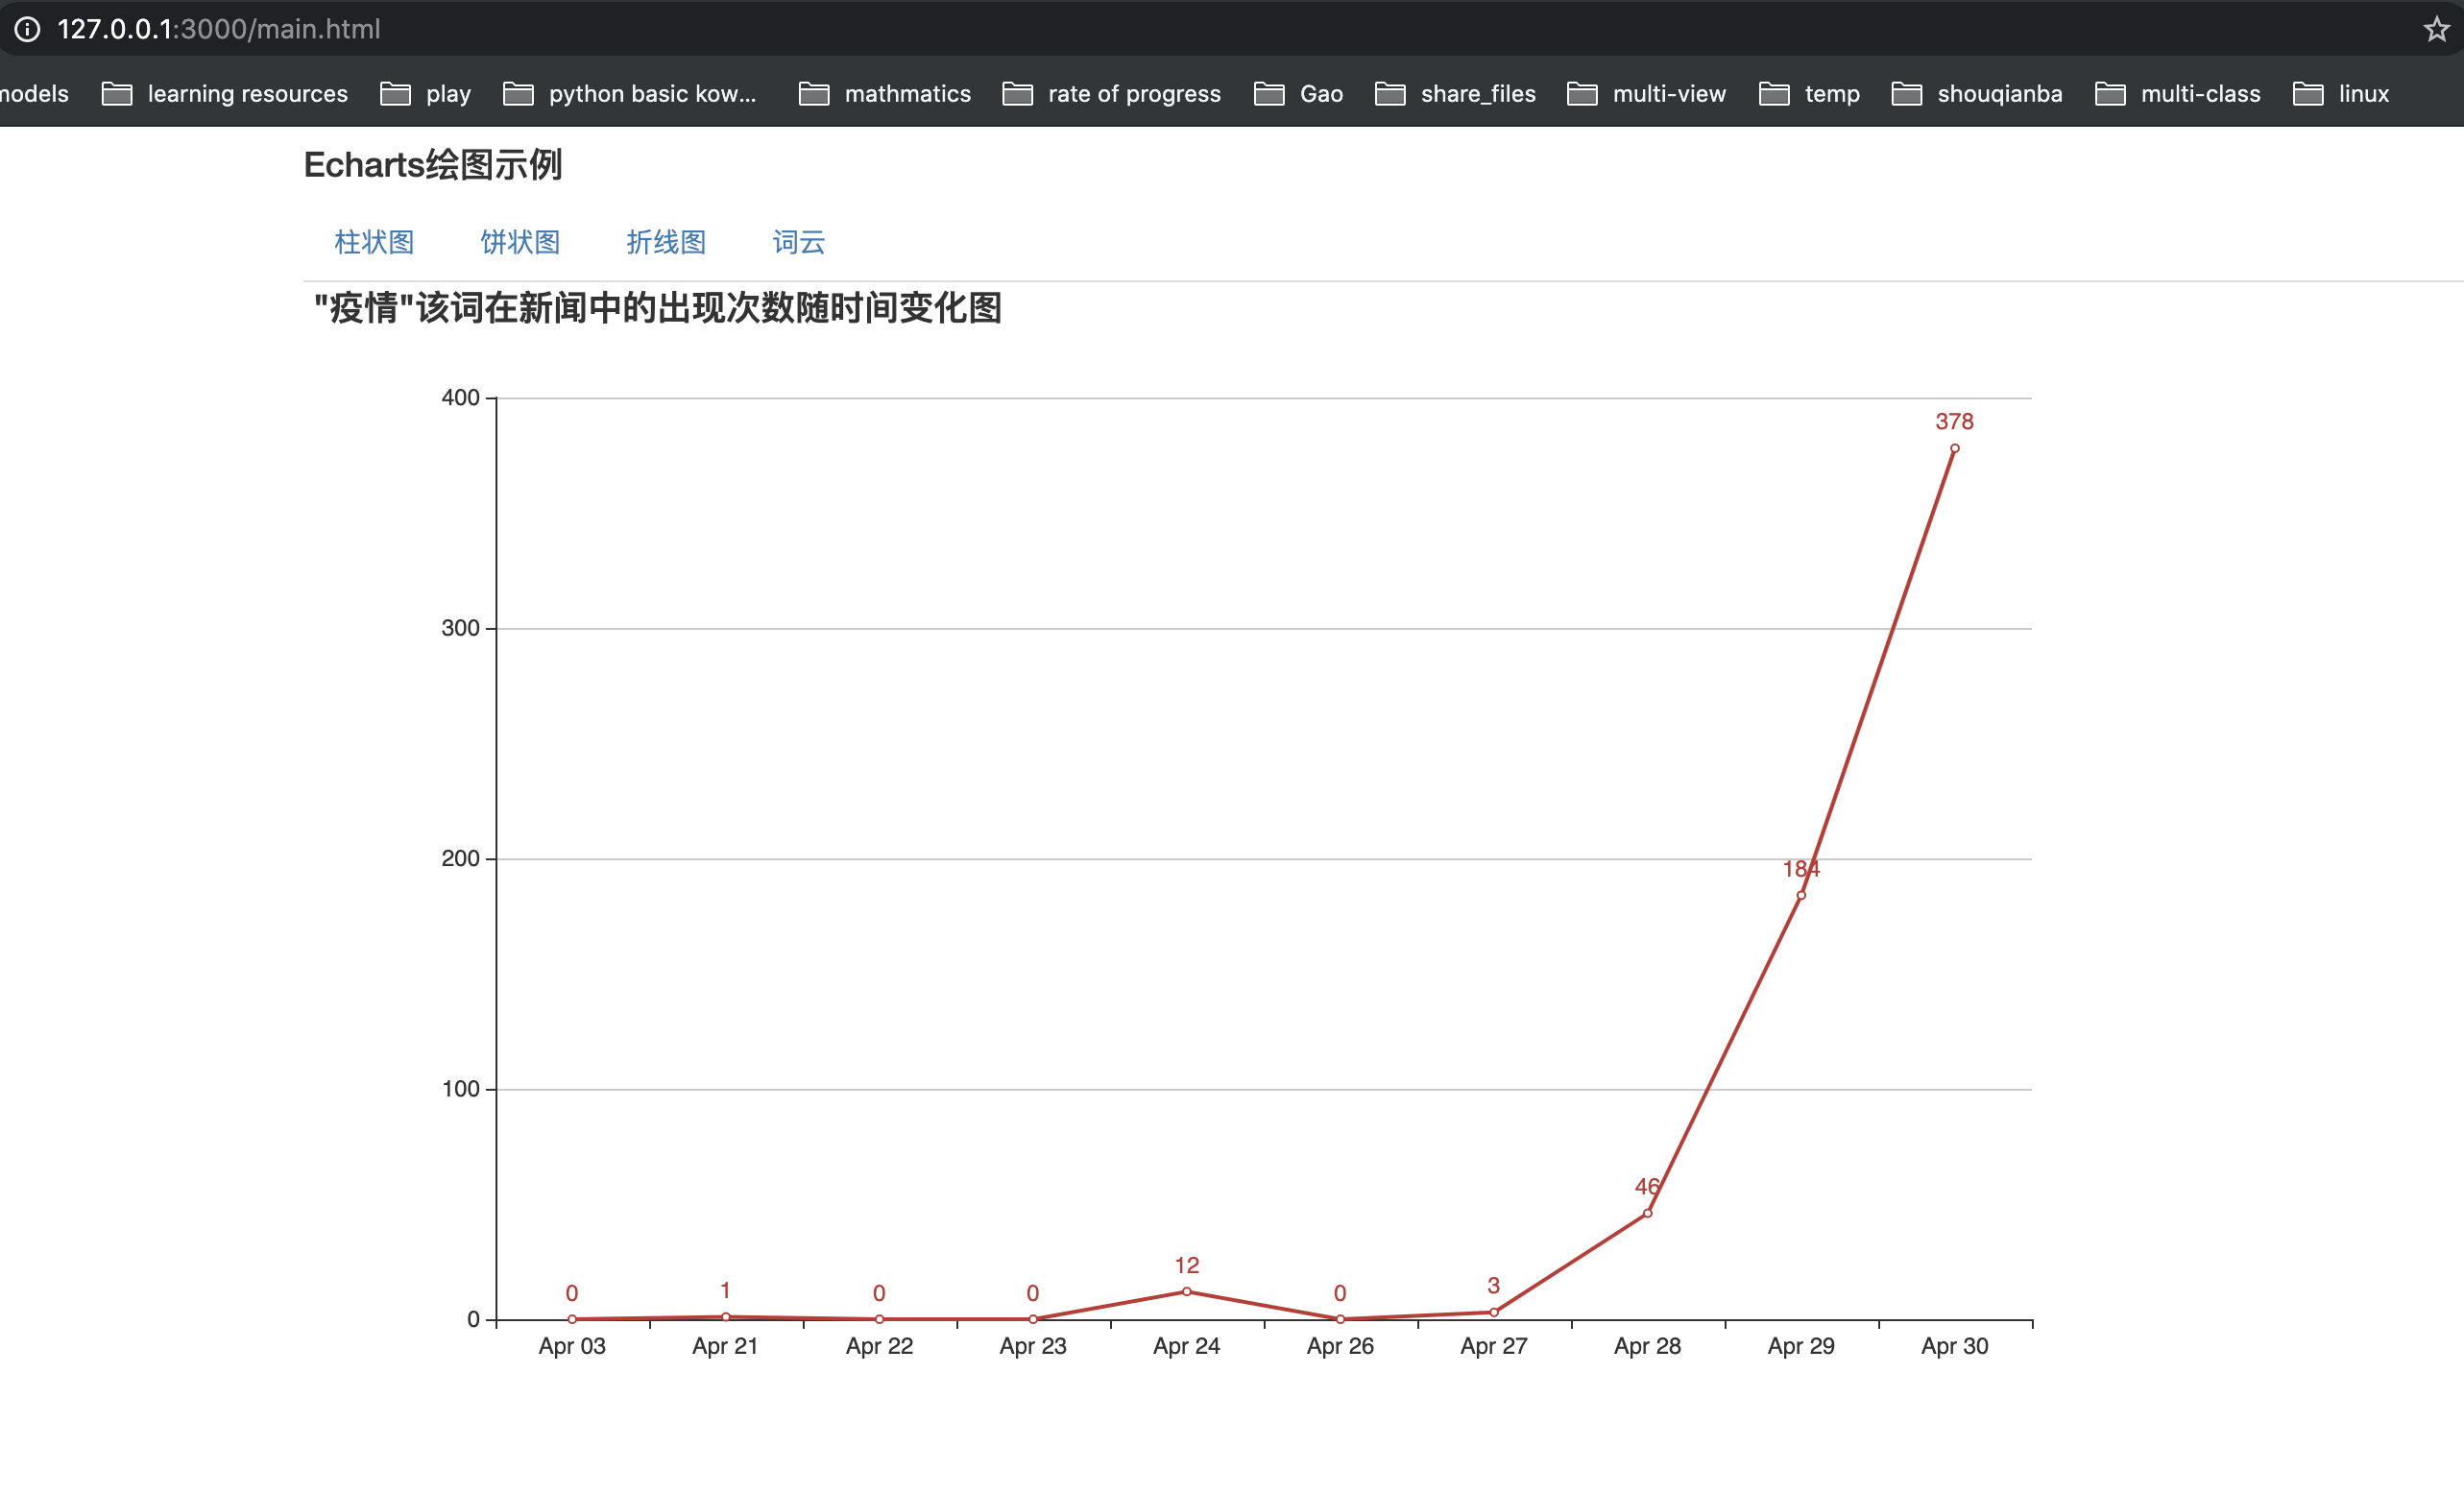 127.0.0.1:3000/main.html
models learning resources play python basic kow... mathmatics rate of progress Gao share_files multi-view temp shouqianba multi-class linux
Echarts绘图示例
柱状图 饼状图 折线图 词云
"疫情"该词在新闻中的出现次数随时间变化图
400
378
300
200
184
100
46
12
3
0 1 0 0 0
0
Apr 03 Apr 21 Apr 22 Apr 23 Apr 24 Apr 26 Apr 27 Apr 28 Apr 29 Apr 30